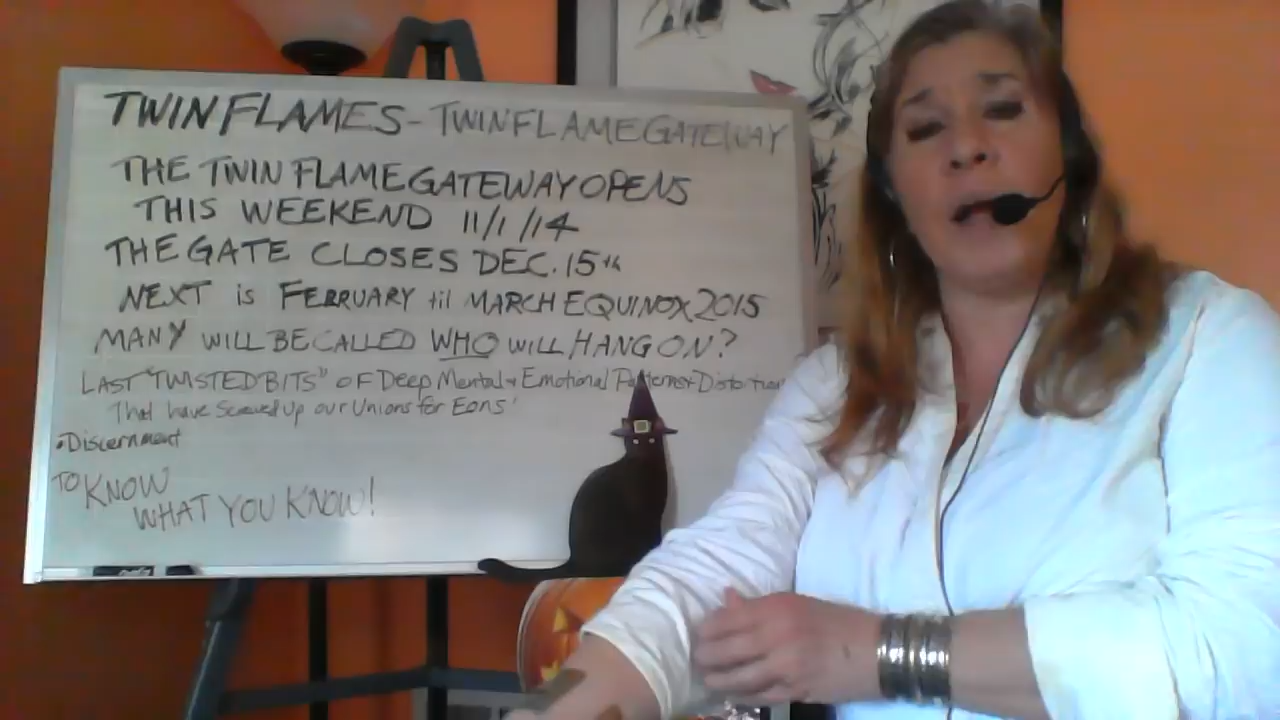 TWIN FLAMES - TWIN FLAME GATEWAY
THE TWIN FLAME GATEWAY OPENS
THIS WEEKEND 11/1/14
THE GATE CLOSES DEC. 15th
NEXT is FEBRUARY til MARCH EQUINOX 2015
MANY WILL BE CALLED WHO WILL HANG ON?
LAST "TWISTED BITS" OF Deep Mental + Emotional Patterns + Distortion
That have Screwed Up our Unions for Eons
• Discernment
TO KNOW
WHAT YOU KNOW!